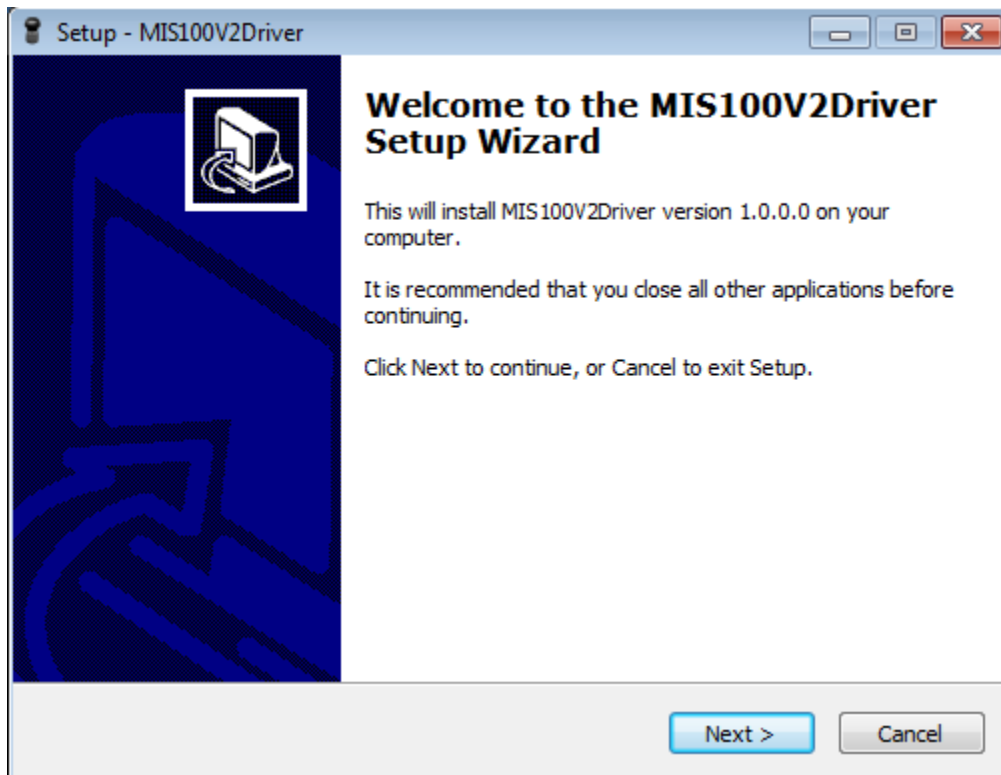 Setup - MIS100V2Driver
Welcome to the MIS100V2Driver
Setup Wizard
This will install MIS100V2Driver version 1.0.0.0 on your
computer.
It is recommended that you close all other applications before
continuing.
Click Next to continue, or Cancel to exit Setup.
Next >
Cancel